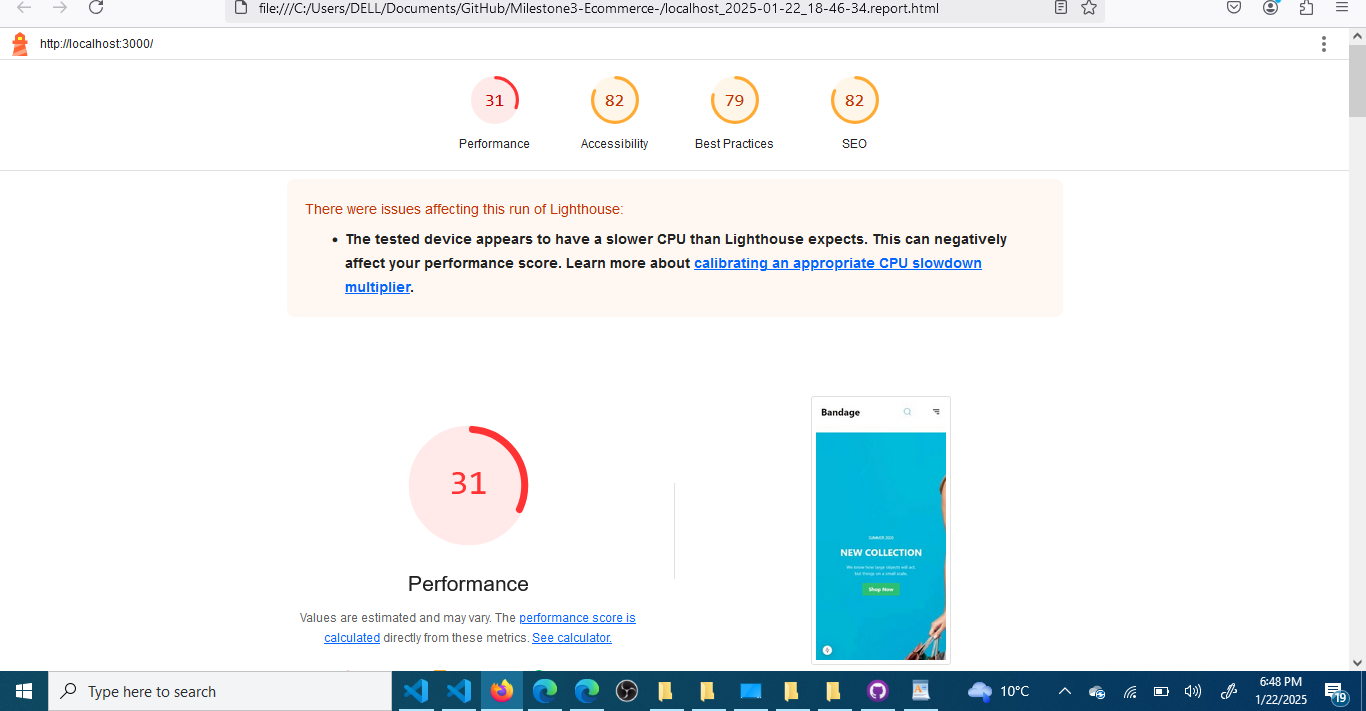 file:///C:/Users/DELL/Documents/GitHub/Milestone3-Ecommerce-/localhost_2025-01-22_18-46-34.report.html
http://localhost:3000/
31
82
79
82
Performance
Accessibility
Best Practices
SEO
There were issues affecting this run of Lighthouse:
• The tested device appears to have a slower CPU than Lighthouse expects. This can negatively
affect your performance score. Learn more about calibrating an appropriate CPU slowdown
multiplier.
31
Performance
Values are estimated and may vary. The performance score is
calculated directly from these metrics. See calculator.
Bandage
SUMMER 2020
NEW COLLECTION
We know how large objects will act,
but things on a small scale.
Shop Now
Type here to search
10°C
6:48 PM
1/22/2025
19